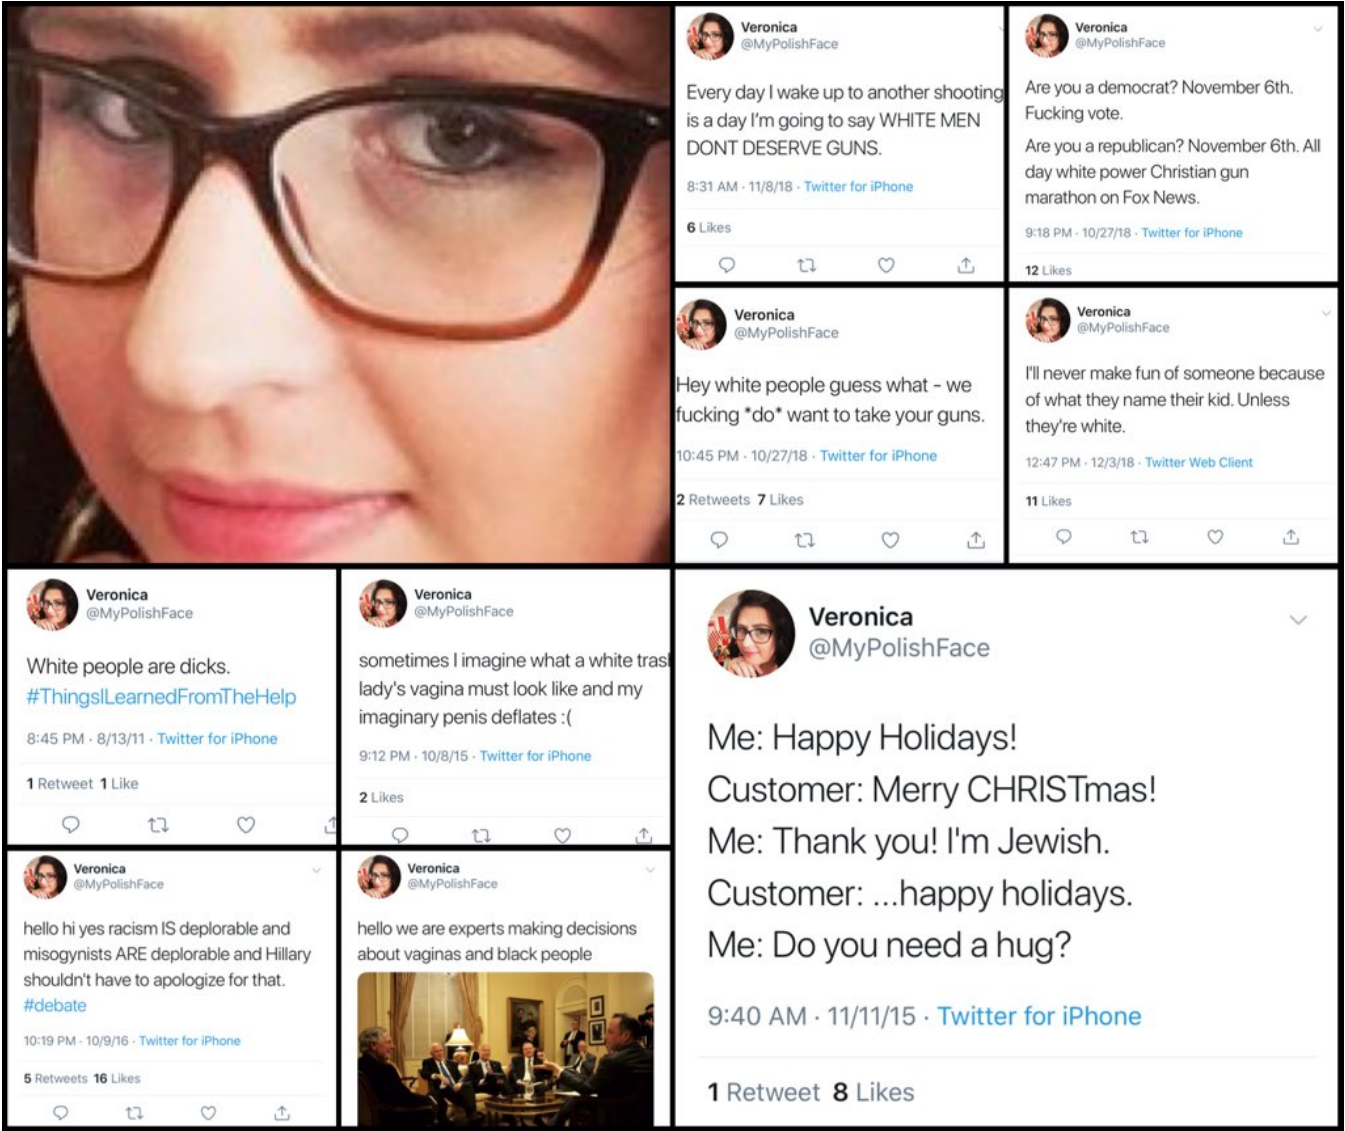 Veronica
@MyPolishFace
Every day I wake up to another shooting
is a day I'm going to say WHITE MEN
DONT DESERVE GUNS.
8:31 AM · 11/8/18 · Twitter for iPhone
6 Likes
Veronica
@MyPolishFace
Are you a democrat? November 6th.
Fucking vote.
Are you a republican? November 6th. All
day white power Christian gun
marathon on Fox News.
9:18 PM · 10/27/18 · Twitter for iPhone
12 Likes
Veronica
@MyPolishFace
Hey white people guess what - we
fucking *do* want to take your guns.
10:45 PM · 10/27/18 · Twitter for iPhone
2 Retweets 7 Likes
Veronica
@MyPolishFace
I'll never make fun of someone because
of what they name their kid. Unless
they're white.
12:47 PM · 12/3/18 · Twitter Web Client
11 Likes
Veronica
@MyPolishFace
White people are dicks.
#ThingsILearnedFromTheHelp
8:45 PM · 8/13/11 · Twitter for iPhone
1 Retweet 1 Like
Veronica
@MyPolishFace
sometimes I imagine what a white tras
lady's vagina must look like and my
imaginary penis deflates :(
9:12 PM · 10/8/15 · Twitter for iPhone
2 Likes
Veronica
@MyPolishFace
Me: Happy Holidays!
Customer: Merry CHRISTmas!
Me: Thank you! I'm Jewish.
Customer: ...happy holidays.
Me: Do you need a hug?
9:40 AM · 11/11/15 · Twitter for iPhone
1 Retweet 8 Likes
Veronica
@MyPolishFace
hello hi yes racism IS deplorable and
misogynists ARE deplorable and Hillary
shouldn't have to apologize for that.
#debate
10:19 PM · 10/9/16 · Twitter for iPhone
5 Retweets 16 Likes
Veronica
@MyPolishFace
hello we are experts making decisions
about vaginas and black people